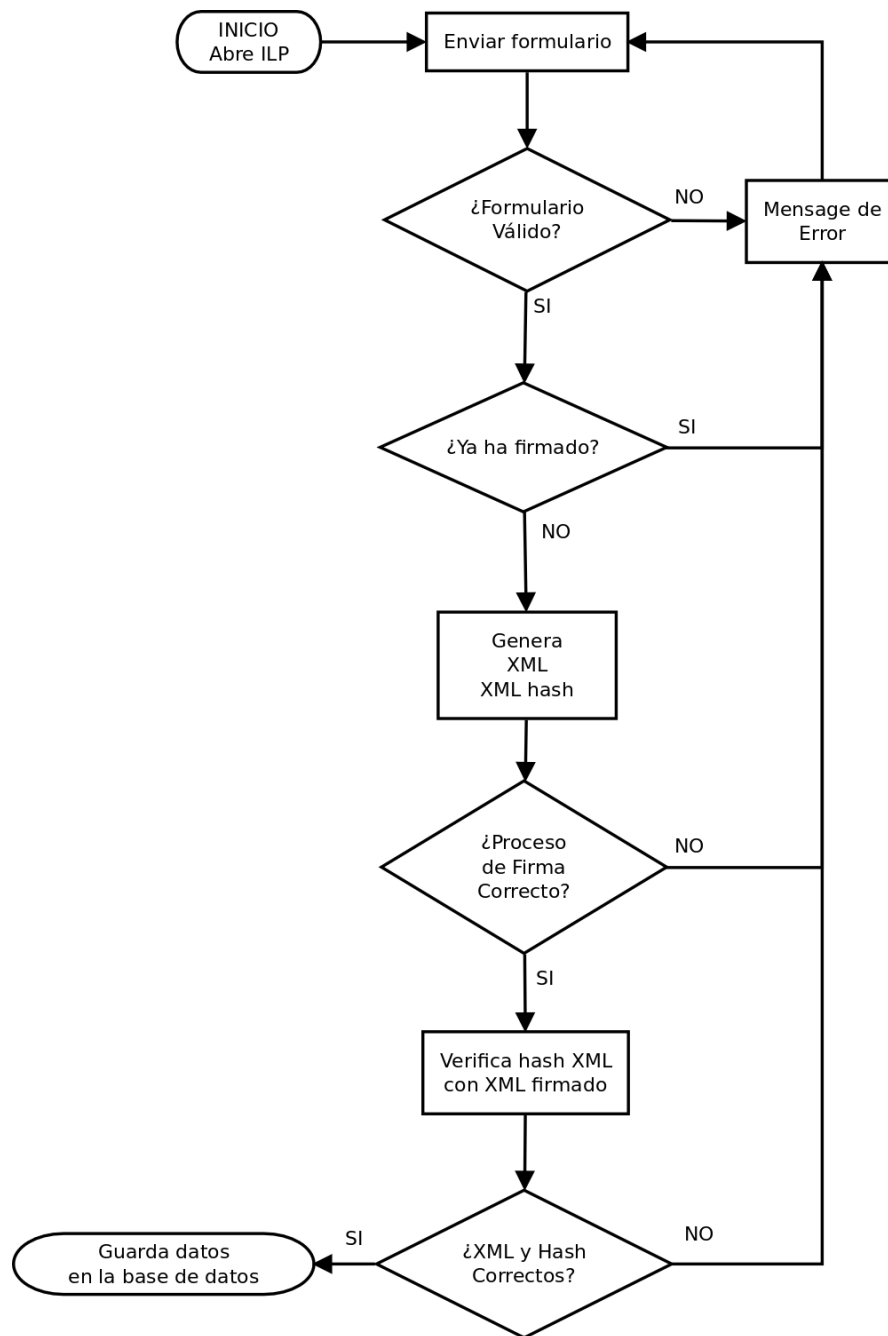 INICIO
Abre ILP
Enviar formulario
¿Formulario
Válido?
NO
Mensage de
Error
SI
¿Ya ha firmado?
SI
NO
Genera
XML
XML hash
¿Proceso
de Firma
Correcto?
NO
SI
Verifica hash XML
con XML firmado
¿XML y Hash
Correctos?
SI
NO
Guarda datos
en la base de datos